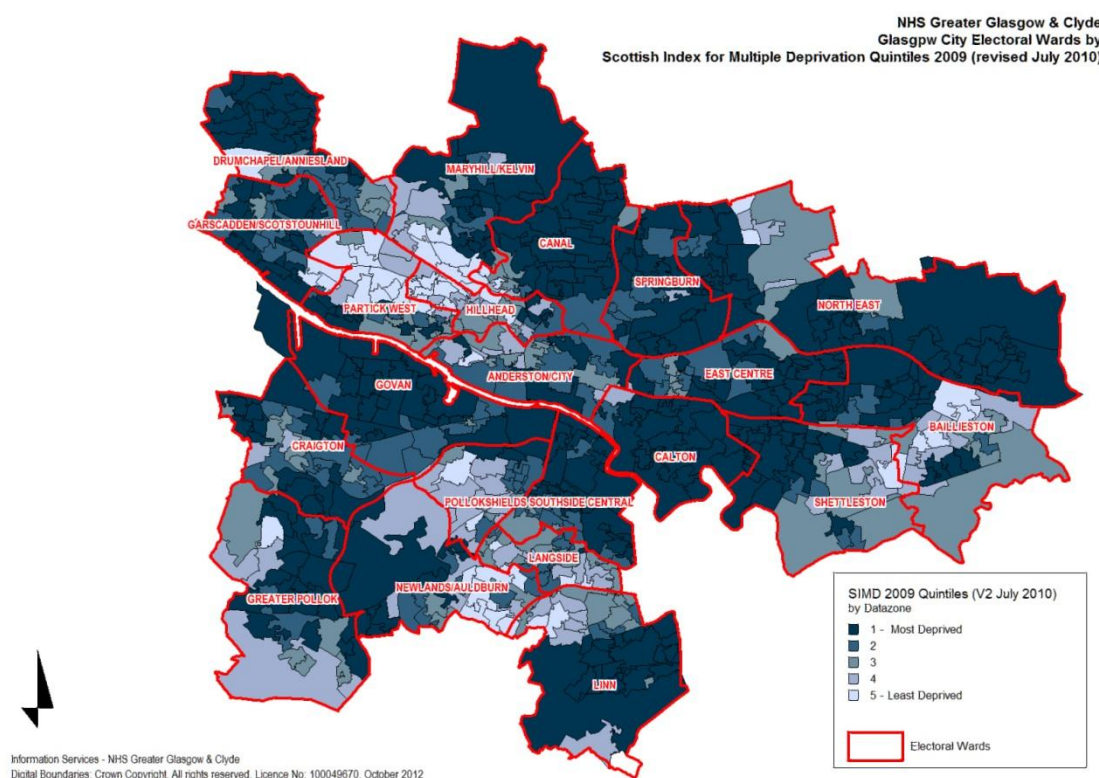 NHS Greater Glasgow & Clyde
Glasgpw City Electoral Wards by
Scottish Index for Multiple Deprivation Quintiles 2009 (revised July 2010)
DRUMCHAPEL/ANNIESLAND
MARYHILL/KELVIN
GARSCADDEN/SCOTSTOUNHILL
CANAL
SPRINGBURN
NORTH EAST
PARTICK WEST
HILLHEAD
EAST CENTRE
ANDERSTON/CITY
GOVAN
BAILLIESTON
CRAIGTON
CALTON
SHETTLESTON
POLLOKSHIELDS
SOUTHSIDE CENTRAL
LANGSIDE
NEWLANDS/AULDBURN
GREATER POLLOK
LINN
SIMD 2009 Quintiles (V2 July 2010)
by Datazone
1 - Most Deprived
2
3
4
5 - Least Deprived
Electoral Wards
Information Services - NHS Greater Glasgow & Clyde
Digital Boundaries: Crown Copyright. All rights reserved. Licence No: 100049670. October 2012